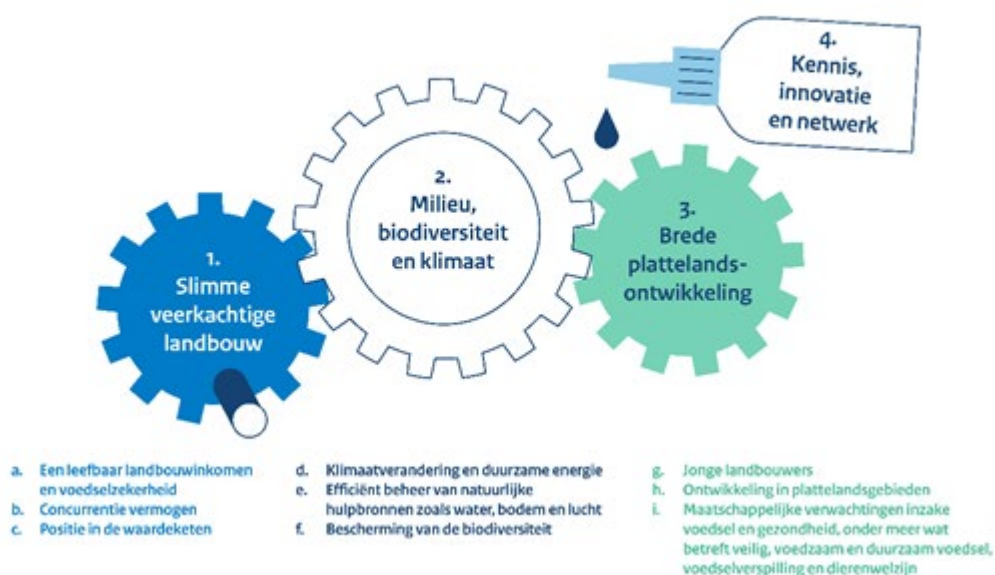 4.
Kennis,
innovatie
en netwerk
2.
Milieu,
biodiversiteit
en klimaat
3.
Brede
plattelands-
ontwikkeling
1.
Slimme
veerkachtige
landbouw
a. Een leefbaar landbouwinkomen
en voedselzekerheid
b. Concurrentie vermogen
c. Positie in de waardeketen
d. Klimaatverandering en duurzame energie
e. Efficiënt beheer van natuurlijke
hulpbronnen zoals water, bodem en lucht
f. Bescherming van de biodiversiteit
g. Jonge landbouwers
h. Ontwikkeling in plattelandsgebieden
i. Maatschappelijke verwachtingen inzake
voedsel en gezondheid, onder meer wat
betreft veilig, voedzaam en duurzaam voedsel,
voedselverspilling en dierenwelzijn